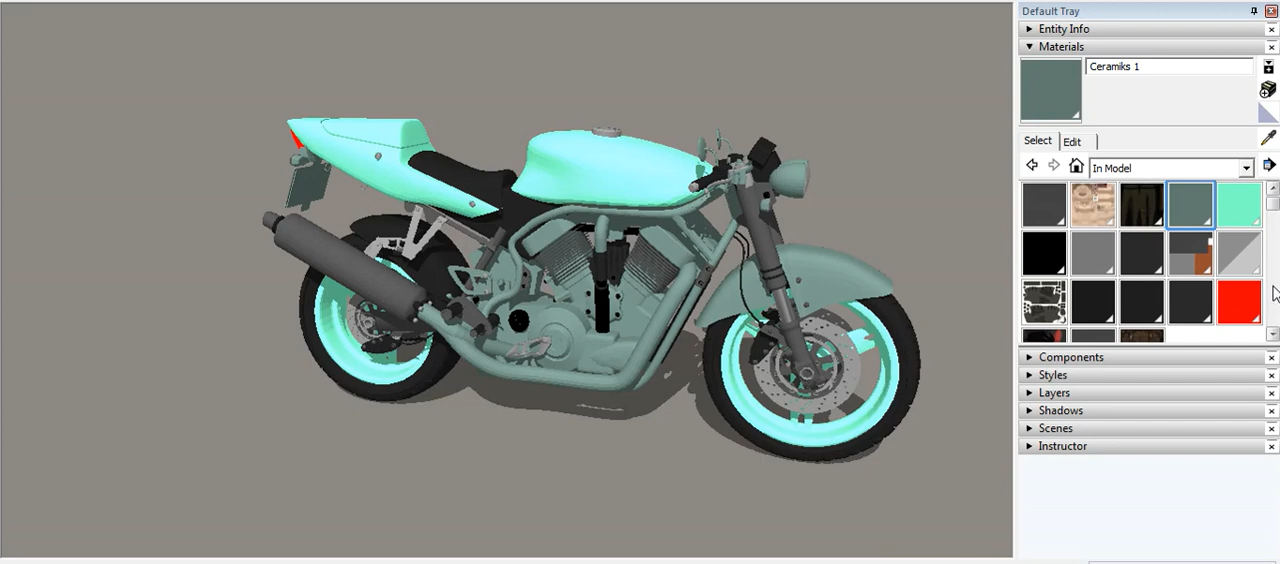 Default Tray
Entity Info
Materials
Ceramiks 1
Select Edit
In Model
Components
Styles
Layers
Shadows
Scenes
Instructor